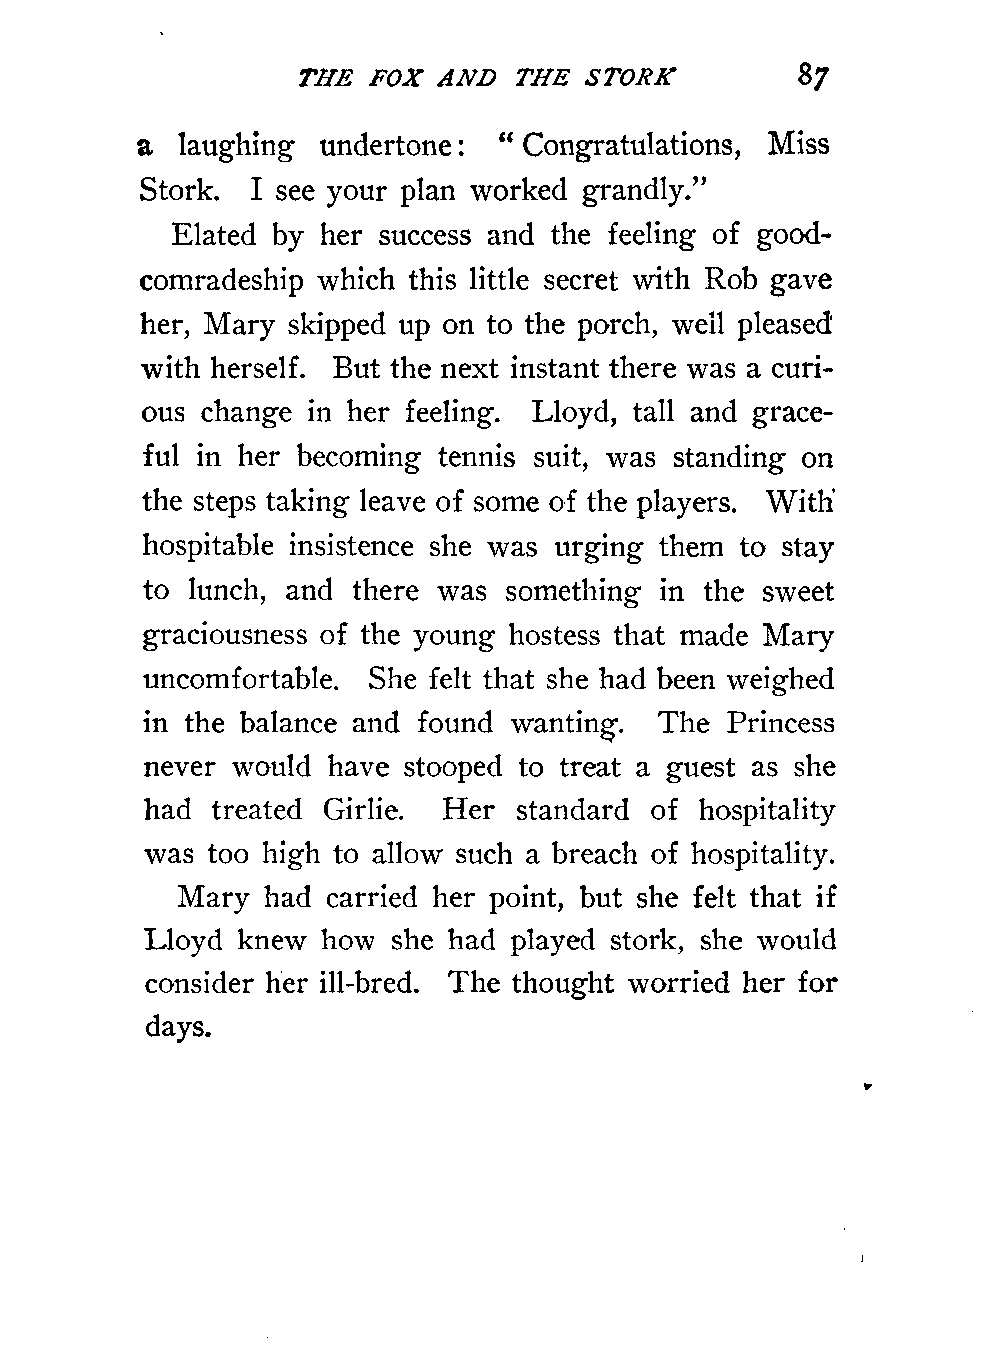 THE FOX AND THE STORK 87
a laughing undertone: " Congratulations, Miss
Stork. I see your plan worked grandly."
Elated by her success and the feeling of good-
comradeship which this little secret with Rob gave
her, Mary skipped up on to the porch, well pleased
with herself. But the next instant there was a curi-
ous change in her feeling. Lloyd, tall and grace-
ful in her becoming tennis suit, was standing on
the steps taking leave of some of the players. With
hospitable insistence she was urging them to stay
to lunch, and there was something in the sweet
graciousness of the young hostess that made Mary
uncomfortable. She felt that she had been weighed
in the balance and found wanting. The Princess
never would have stooped to treat a guest as she
had treated Girlie. Her standard of hospitality
was too high to allow such a breach of hospitality.
Mary had carried her point, but she felt that if
Lloyd knew how she had played stork, she would
consider her ill-bred. The thought worried her for
days.